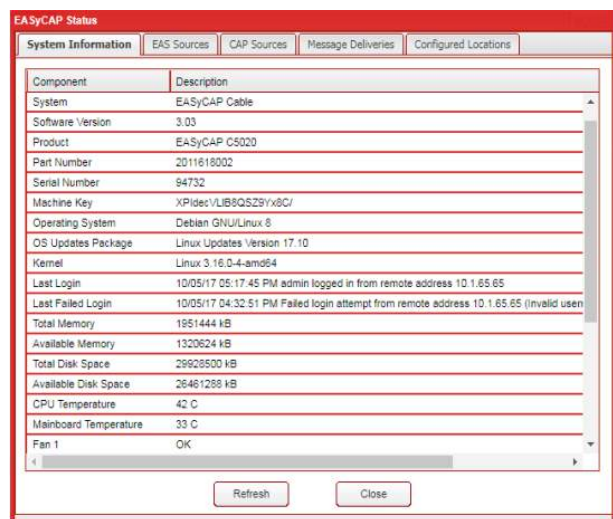 EASyCAP Status
System Information EAS Sources CAP Sources Message Deliveries Configured Locations
Component Description
System EASyCAP Cable
Software Version 3.03
Product EASyCAP C5020
Part Number 2011618002
Serial Number 94732
Machine Key XPIdecVLIB8QSZ9Yx8C/
Operating System Debian GNU/Linux 8
OS Updates Package Linux Updates Version 17.10
Kernel Linux 3.16.0-4-amd64
Last Login 10/05/17 05:17:45 PM admin logged in from remote address 10.1.65.65
Last Failed Login 10/05/17 04:32:51 PM Failed login attempt from remote address 10.1.65.65 (Invalid usern
Total Memory 1951444 kB
Available Memory 1320624 kB
Total Disk Space 29928500 kB
Available Disk Space 26461288 kB
CPU Temperature 42 C
Mainboard Temperature 33 C
Fan 1 OK
Refresh Close